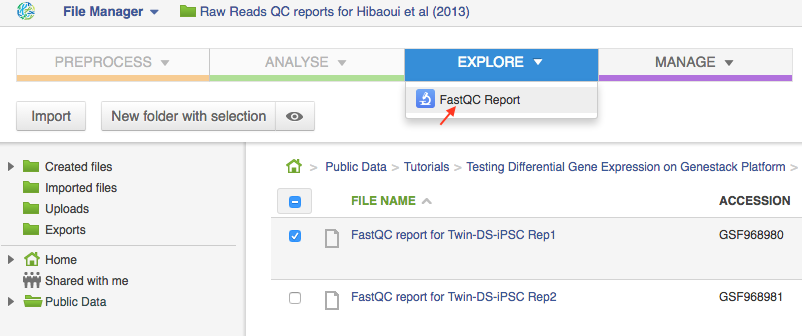 File Manager Raw Reads QC reports for Hibaoui et al (2013)
PREPROCESS ANALYSE EXPLORE MANAGE
FastQC Report
Import New folder with selection
Created files
Imported files
Uploads
Exports
Home
Shared with me
Public Data
> Public Data > Tutorials > Testing Differential Gene Expression on Genestack Platform >
FILE NAME ACCESSION
FastQC report for Twin-DS-iPSC Rep1 GSF968980
FastQC report for Twin-DS-iPSC Rep2 GSF968981